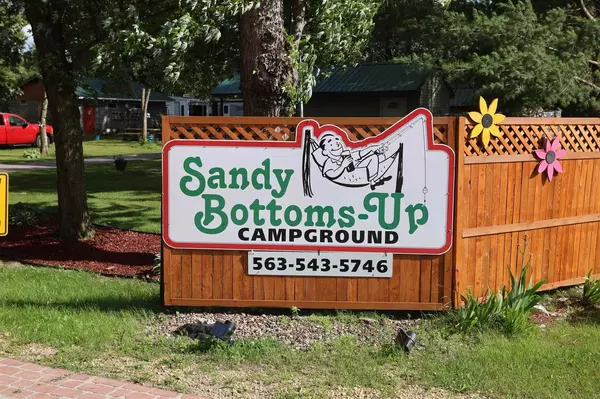 Sandy
Bottoms-Up
CAMPGROUND
563-543-5746